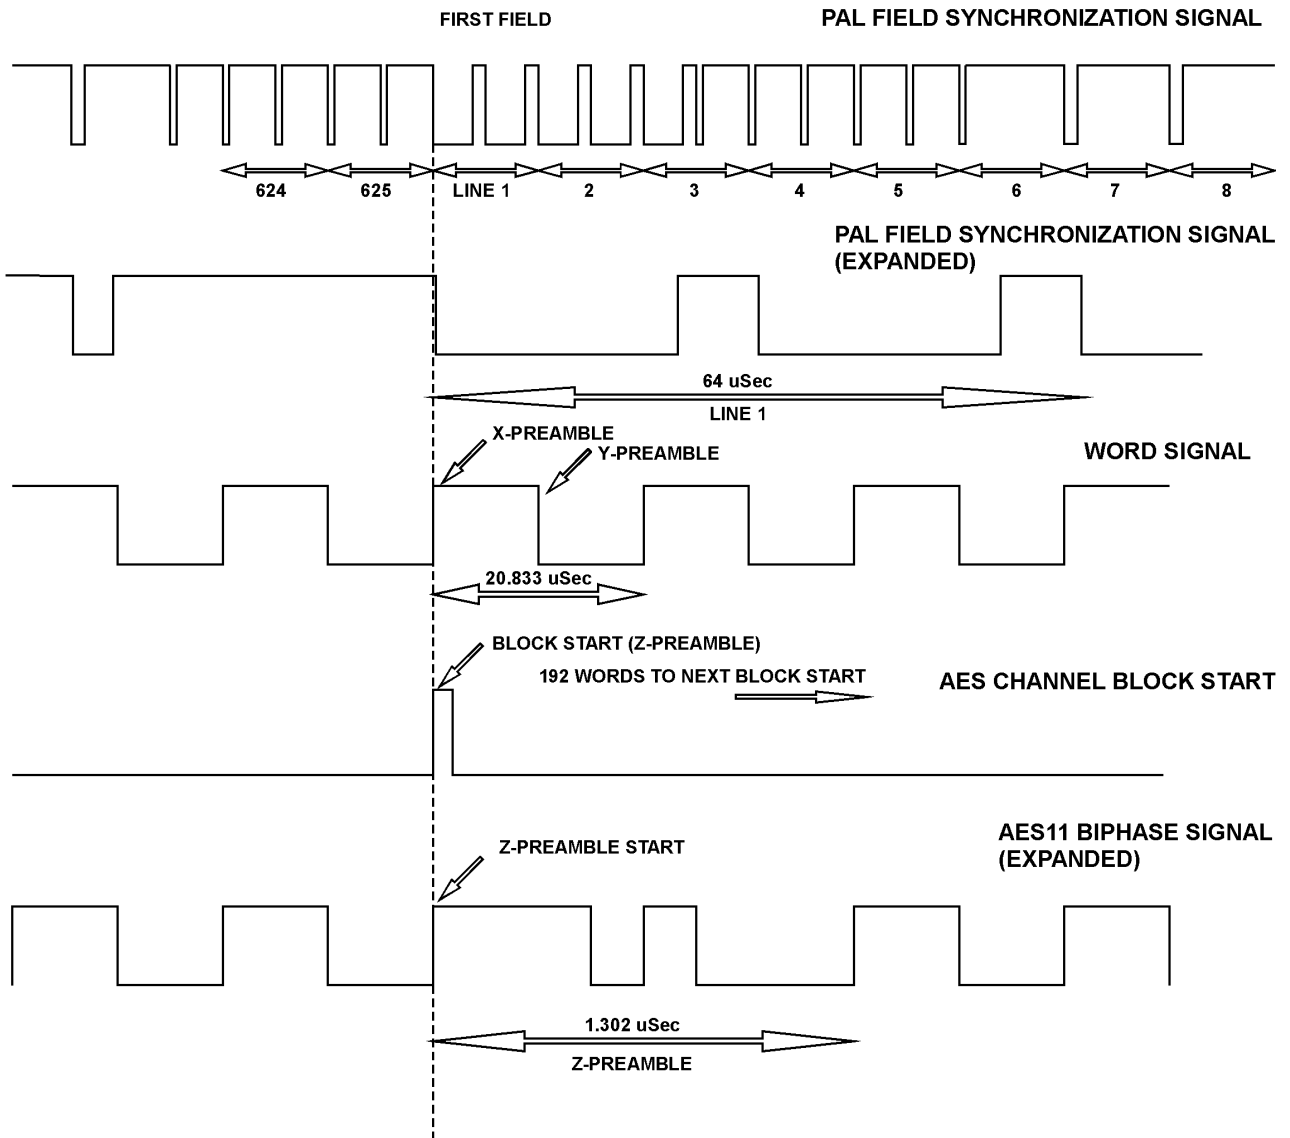 FIRST FIELD
PAL FIELD SYNCHRONIZATION SIGNAL
624
625
LINE 1
2
3
4
5
6
7
8
PAL FIELD SYNCHRONIZATION SIGNAL
(EXPANDED)
64 uSec
LINE 1
X-PREAMBLE
Y-PREAMBLE
WORD SIGNAL
20.833 uSec
BLOCK START (Z-PREAMBLE)
192 WORDS TO NEXT BLOCK START
AES CHANNEL BLOCK START
AES11 BIPHASE SIGNAL
(EXPANDED)
Z-PREAMBLE START
1.302 uSec
Z-PREAMBLE